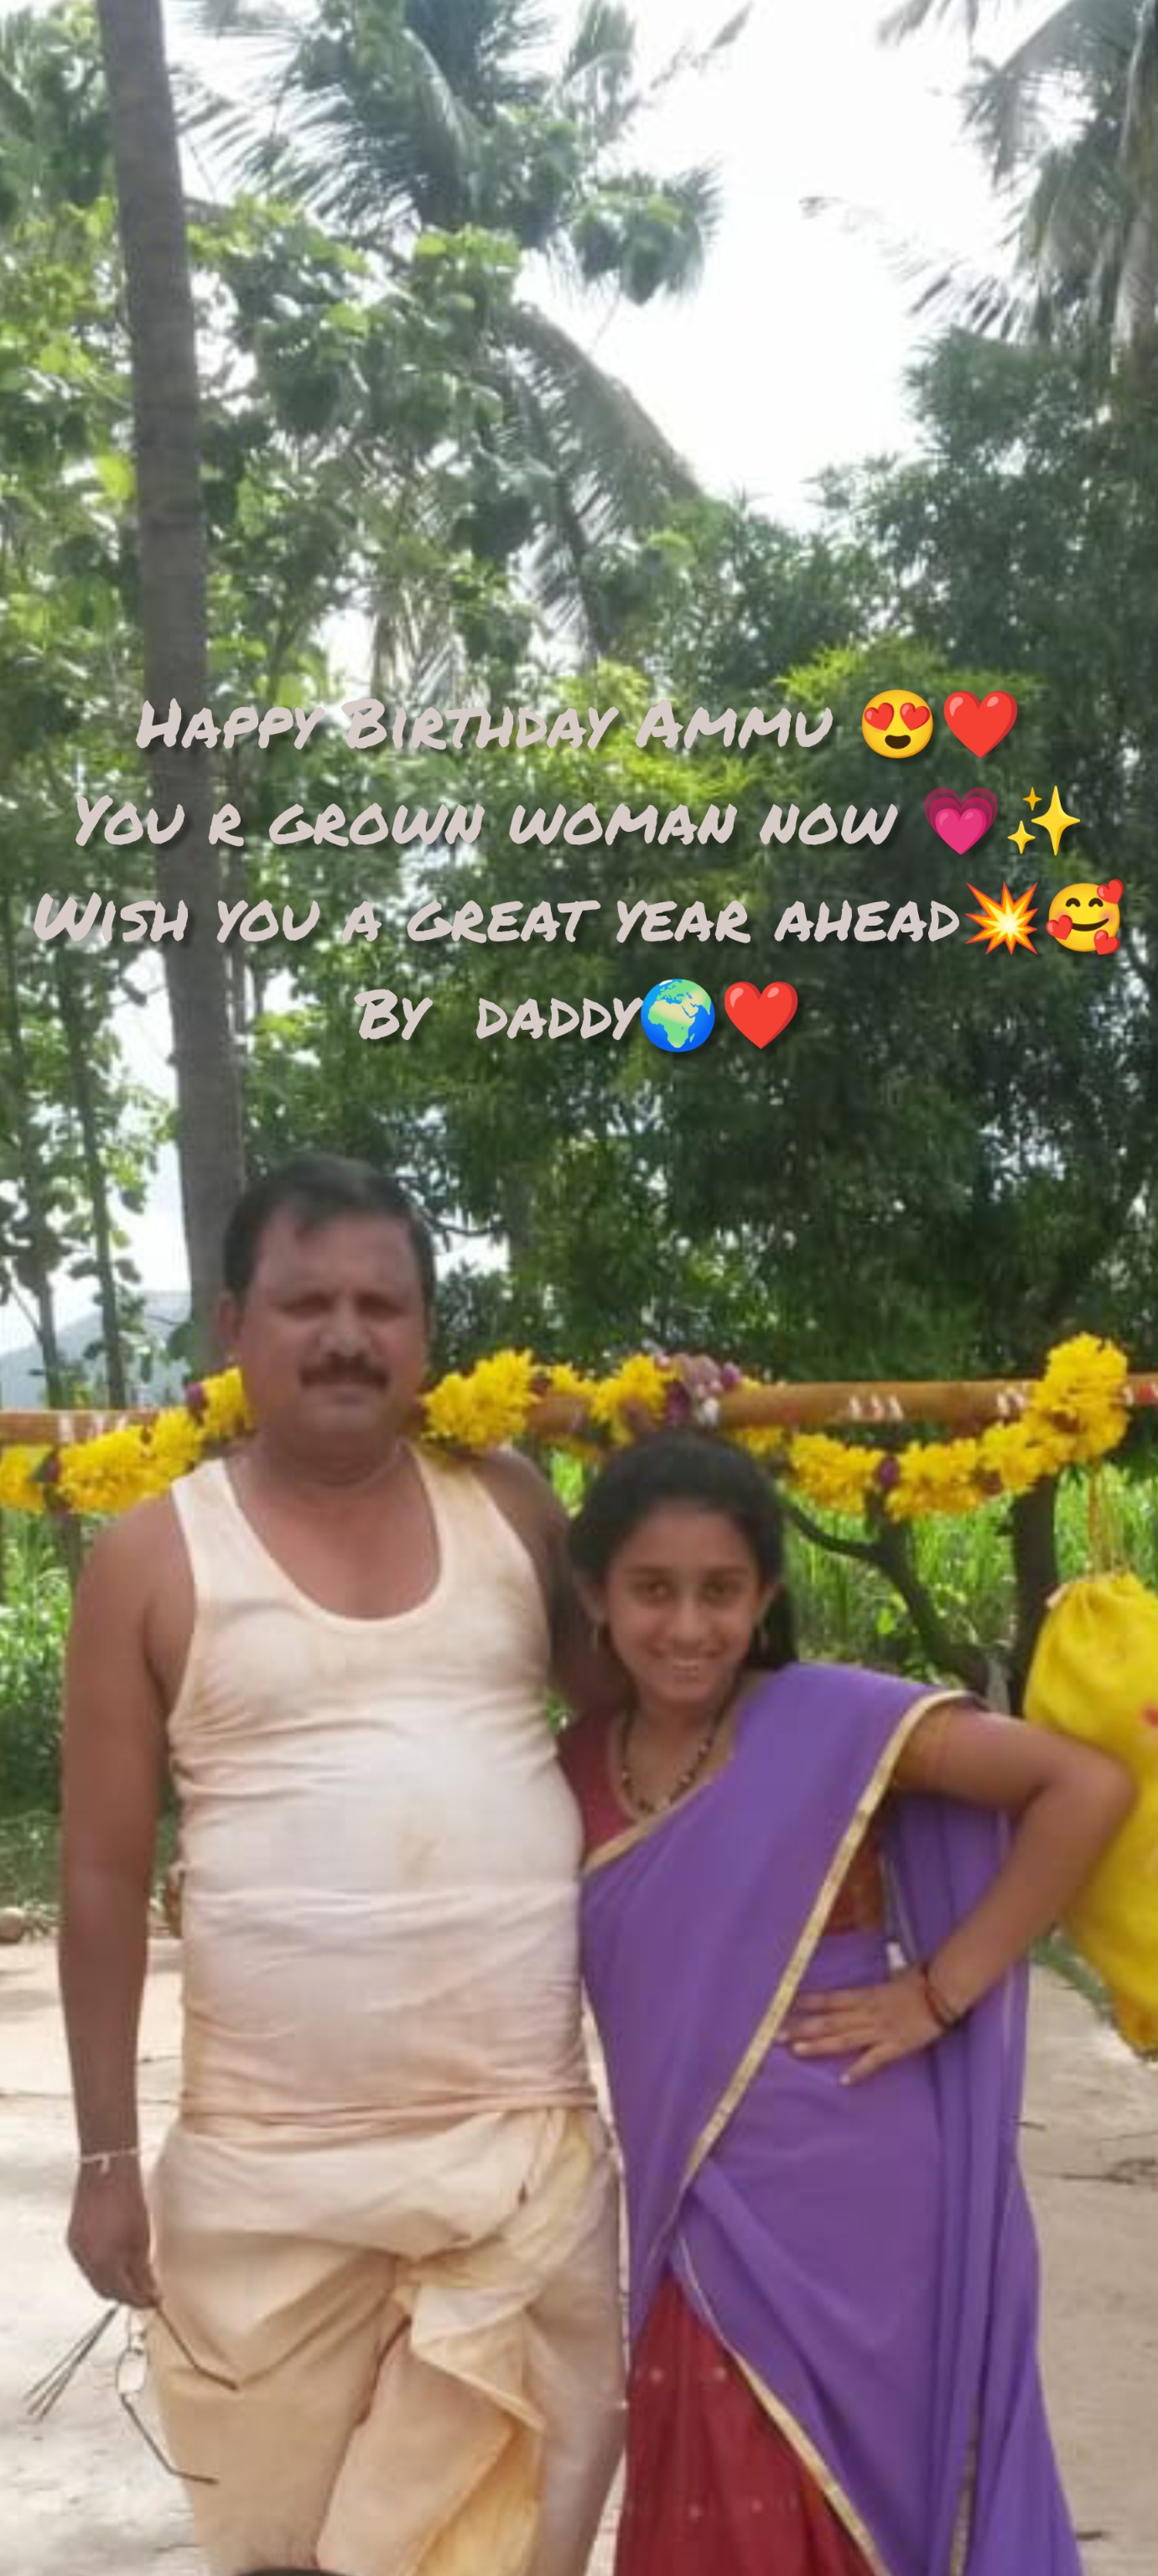 Happy Birthday Ammu 😍❤️
You r grown woman now 💗✨
Wish you a great year ahead💥🥰
By daddy🌍❤️